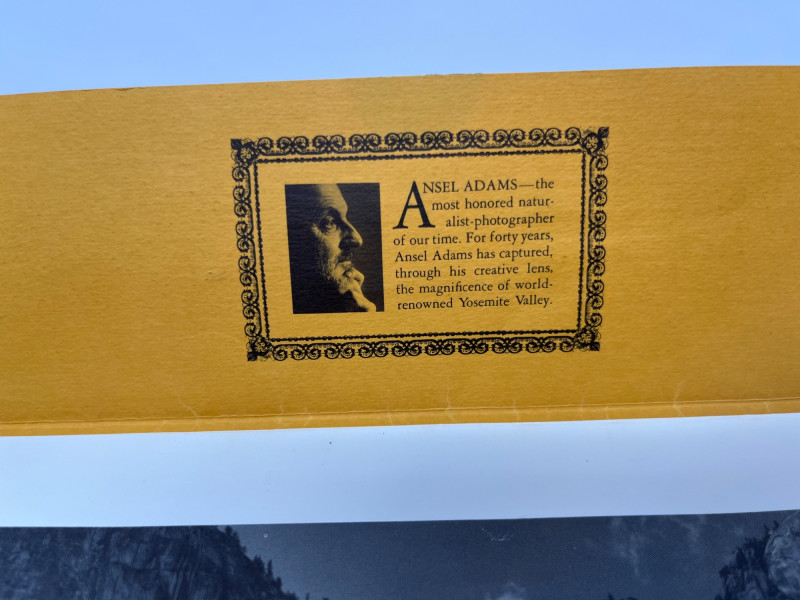 ANSEL ADAMS—the
most honored natur-
alist-photographer
of our time. For forty years,
Ansel Adams has captured,
through his creative lens,
the magnificence of world-
renowned Yosemite Valley.